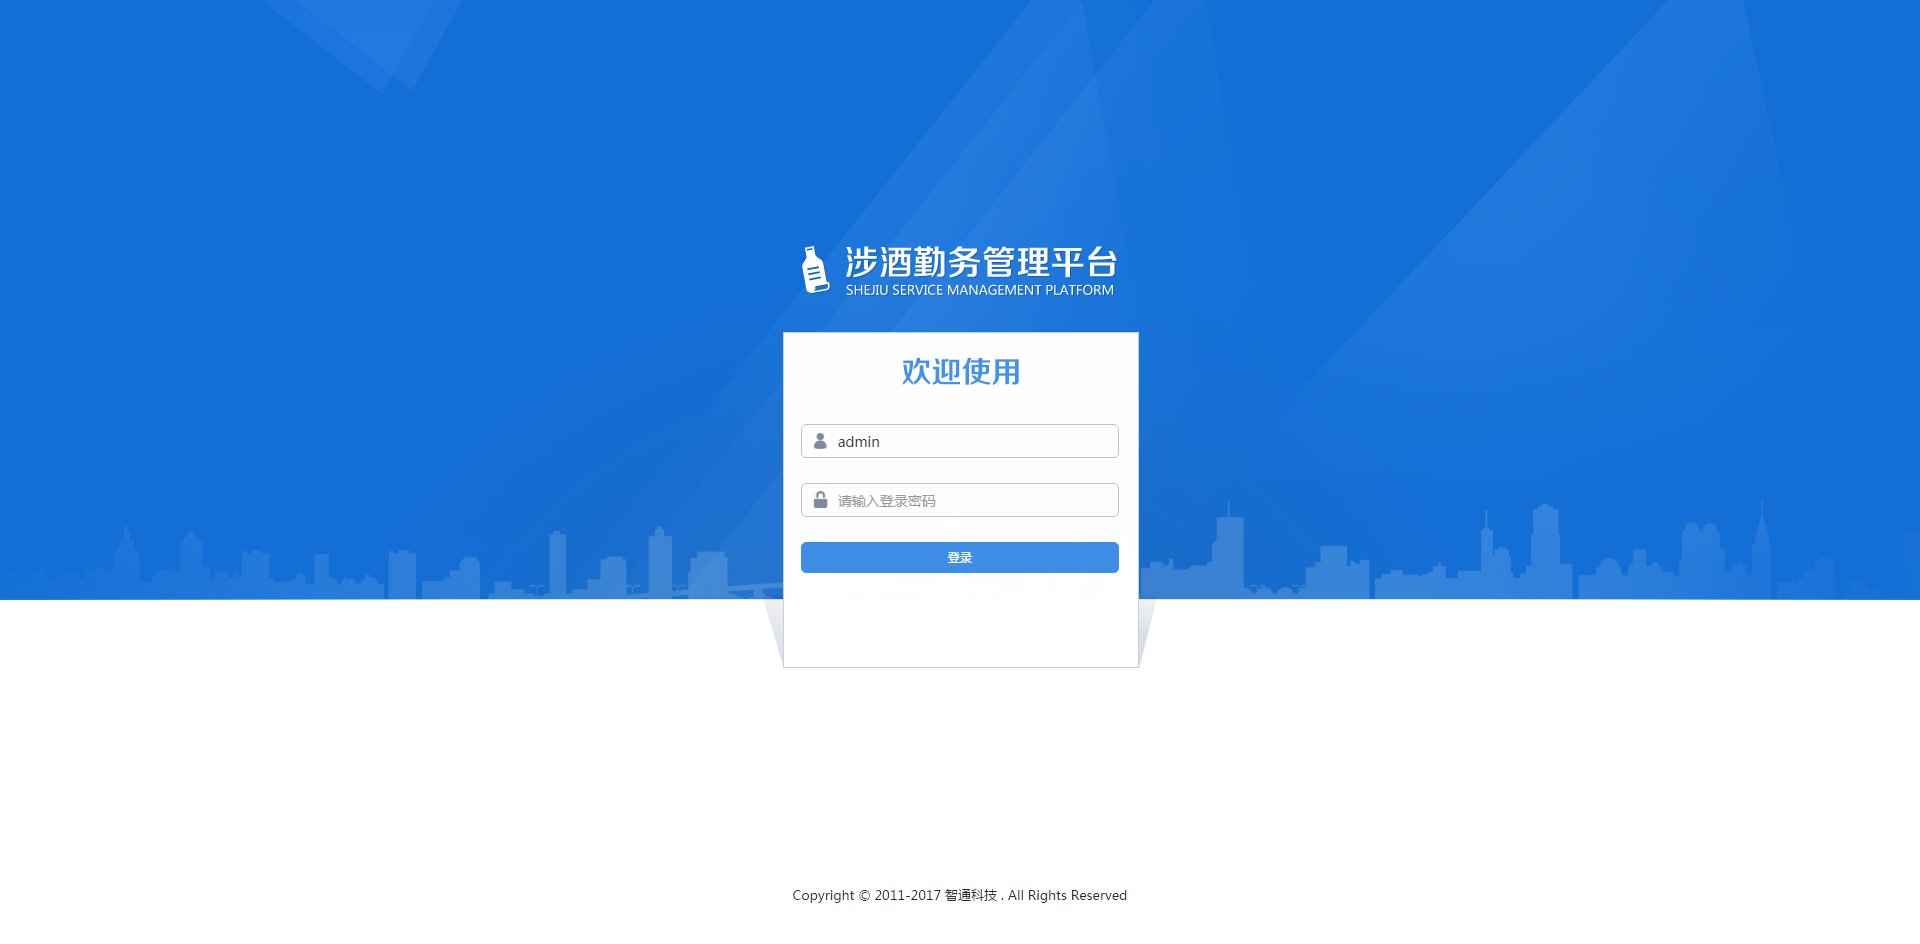 涉酒勤务管理平台
SHEJIU SERVICE MANAGEMENT PLATFORM
欢迎使用
admin
请输入登录密码
登录
Copyright © 2011-2017 智通科技 . All Rights Reserved